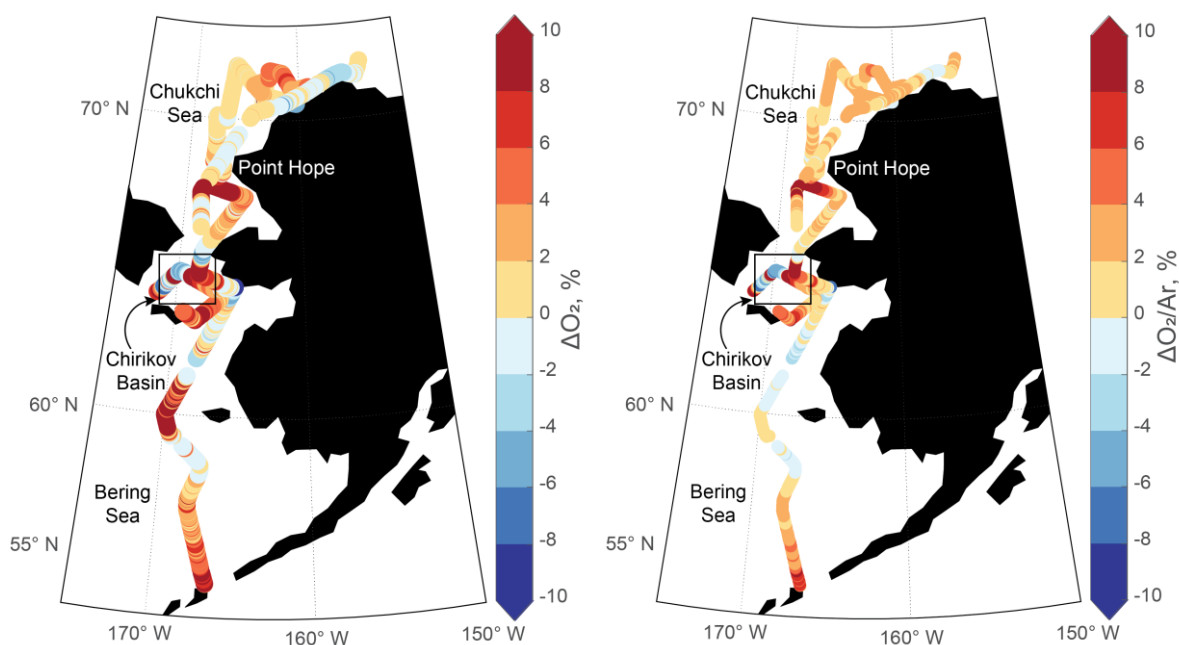 70° N
60° N
55° N
170° W
160° W
150° W
Chukchi
Sea
Point Hope
Chirikov
Basin
Bering
Sea
10
8
6
4
2
0
-2
-4
-6
-8
-10
ΔO₂, %
70° N
60° N
55° N
170° W
160° W
150° W
Chukchi
Sea
Point Hope
Chirikov
Basin
Bering
Sea
10
8
6
4
2
0
-2
-4
-6
-8
-10
ΔO₂/Ar, %